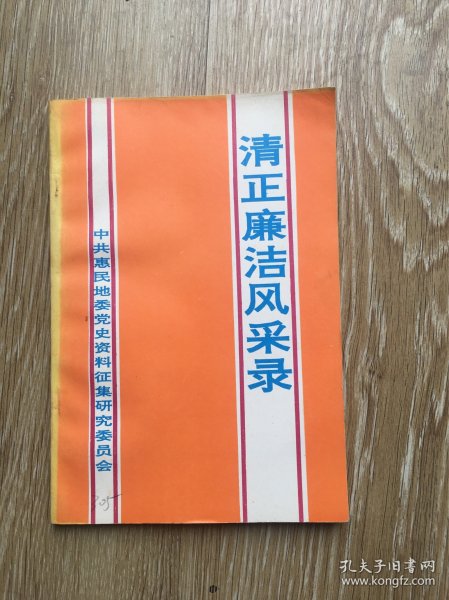 清正廉洁风采录
中共惠民地委党史资料征集研究委员会
305
孔夫子旧书网
www.kongfz.com